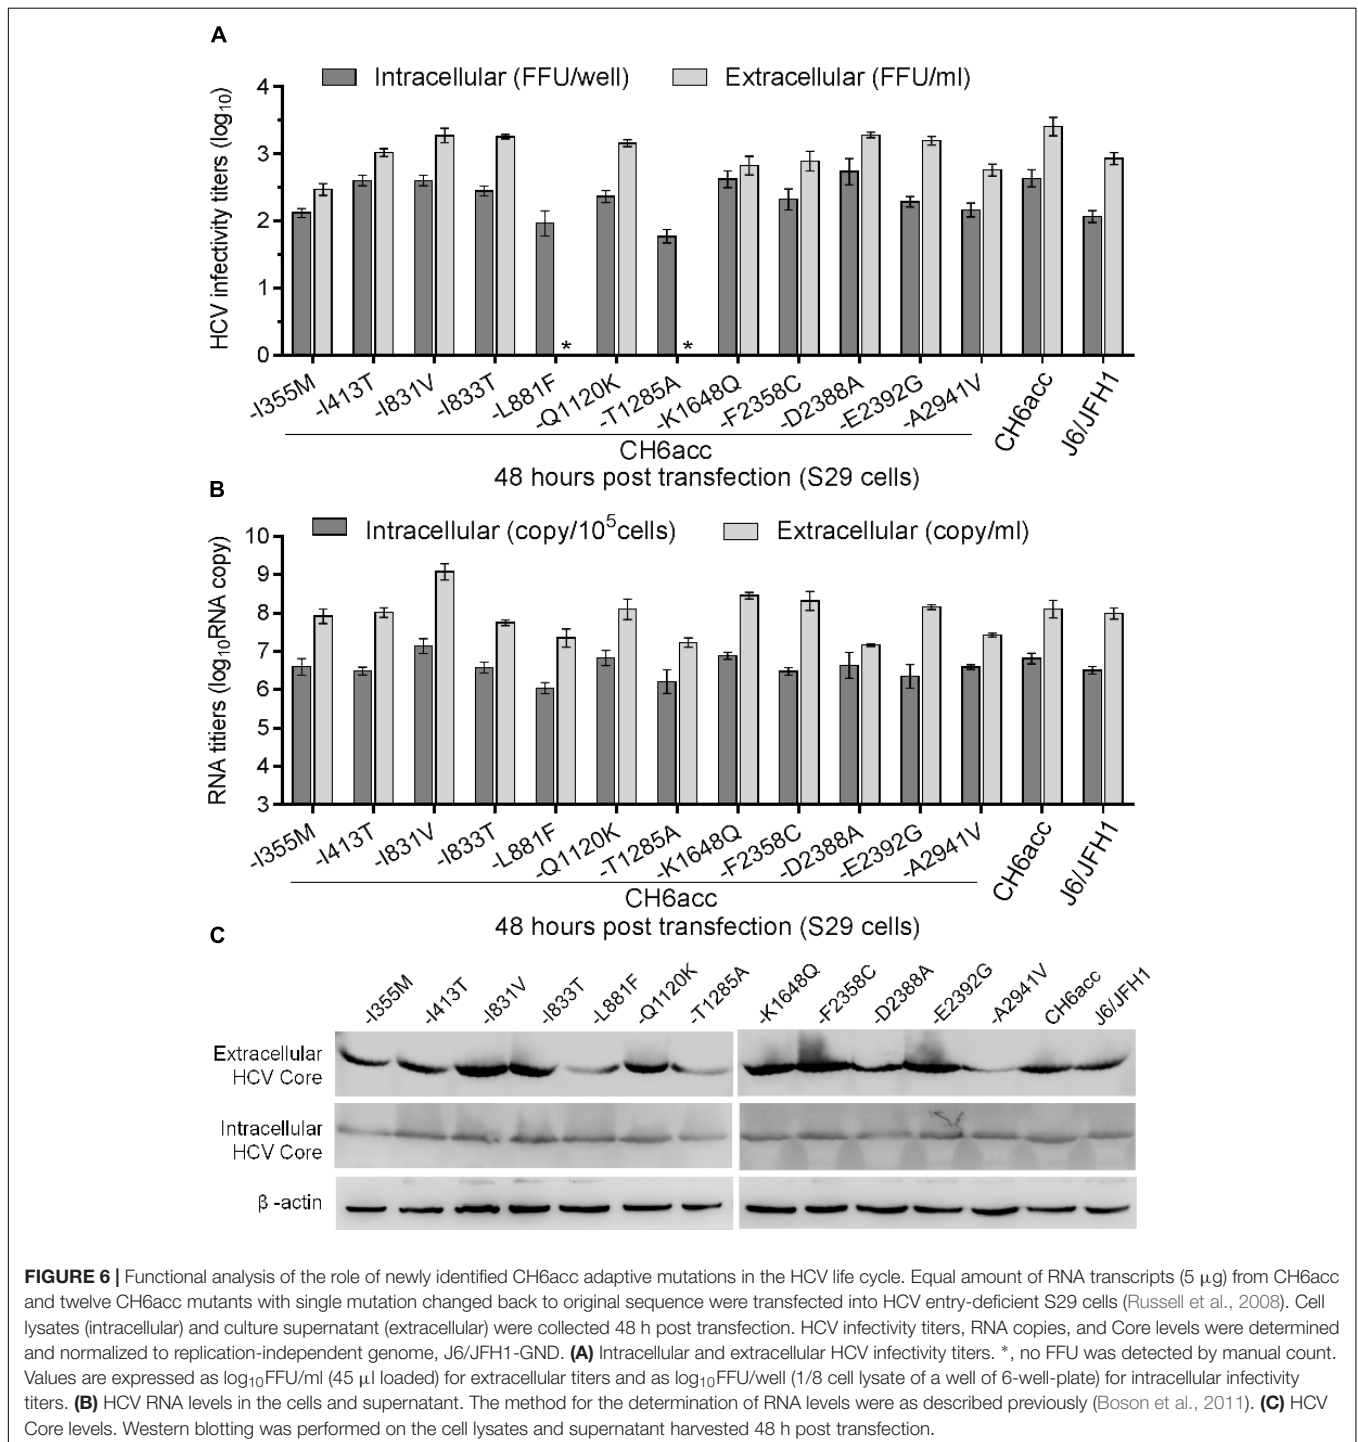 A
Intracellular (FFU/well) Extracellular (FFU/ml)
HCV infectivity titers (log10)
4
3
2
1
0
* *
-I355M -I413T -I831V -I833T -L881F -Q1120K -T1285A -K1648Q -F2358C -D2388A -E2392G -A2941V CH6acc J6/JFH1
CH6acc
48 hours post transfection (S29 cells)
B
Intracellular (copy/10^5cells) Extracellular (copy/ml)
RNA titiers (log10RNA copy)
10
9
8
7
6
5
4
3
-I355M -I413T -I831V -I833T -L881F -Q1120K -T1285A -K1648Q -F2358C -D2388A -E2392G -A2941V CH6acc J6/JFH1
CH6acc
48 hours post transfection (S29 cells)
C
-I355M -I413T -I831V -I833T -L881F -Q1120K -T1285A -K1648Q -F2358C -D2388A -E2392G -A2941V CH6acc J6/JFH1
Extracellular
HCV Core
Intracellular
HCV Core
β -actin
FIGURE 6 | Functional analysis of the role of newly identified CH6acc adaptive mutations in the HCV life cycle. Equal amount of RNA transcripts (5 μg) from CH6acc
and twelve CH6acc mutants with single mutation changed back to original sequence were transfected into HCV entry-deficient S29 cells (Russell et al., 2008). Cell
lysates (intracellular) and culture supernatant (extracellular) were collected 48 h post transfection. HCV infectivity titers, RNA copies, and Core levels were determined
and normalized to replication-independent genome, J6/JFH1-GND. (A) Intracellular and extracellular HCV infectivity titers. *, no FFU was detected by manual count.
Values are expressed as log10FFU/ml (45 μl loaded) for extracellular titers and as log10FFU/well (1/8 cell lysate of a well of 6-well-plate) for intracellular infectivity
titers. (B) HCV RNA levels in the cells and supernatant. The method for the determination of RNA levels were as described previously (Boson et al., 2011). (C) HCV
Core levels. Western blotting was performed on the cell lysates and supernatant harvested 48 h post transfection.